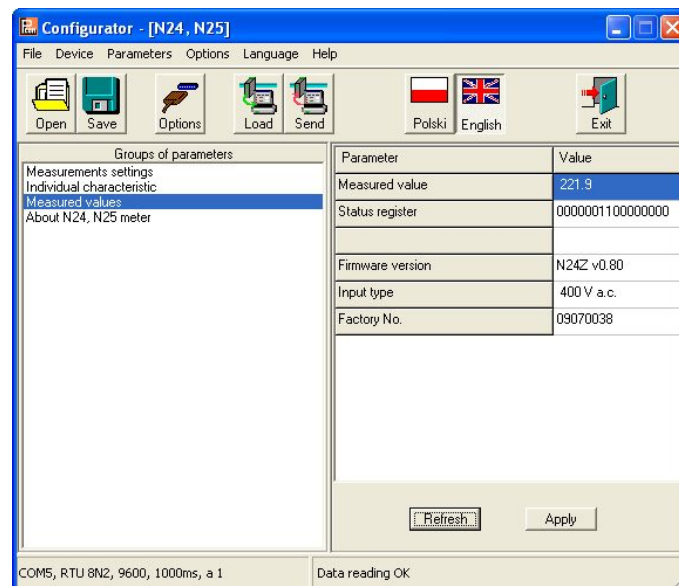 Configurator - [N24, N25]
File Device Parameters Options Language Help
Open Save Options Load Send Polski English Exit
Groups of parameters
Measurements settings
Individual characteristic
Measured values
About N24, N25 meter
Parameter Value
Measured value 221.9
Status register 0000001100000000
Firmware version N24Z v0.80
Input type 400 V a.c.
Factory No. 09070038
Refresh Apply
COM5, RTU 8N2, 9600, 1000ms, a 1 Data reading OK